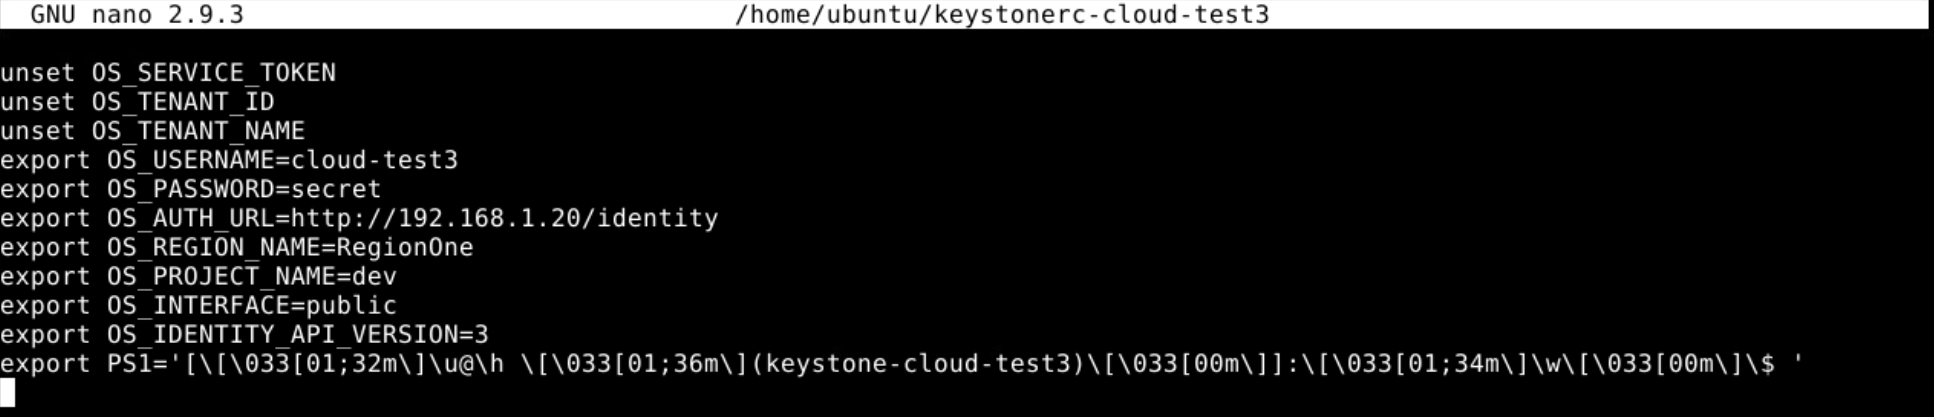 GNU nano 2.9.3 /home/ubuntu/keystonerc-cloud-test3
unset OS_SERVICE_TOKEN
unset OS_TENANT_ID
unset OS_TENANT_NAME
export OS_USERNAME=cloud-test3
export OS_PASSWORD=secret
export OS_AUTH_URL=http://192.168.1.20/identity
export OS_REGION_NAME=RegionOne
export OS_PROJECT_NAME=dev
export OS_INTERFACE=public
export OS_IDENTITY_API_VERSION=3
export PS1='[\[\033[01;32m\]\u@\h \[\033[01;36m\](keystone-cloud-test3)\[\033[00m\]]:\[\033[01;34m\]\w\[\033[00m\]\$ '